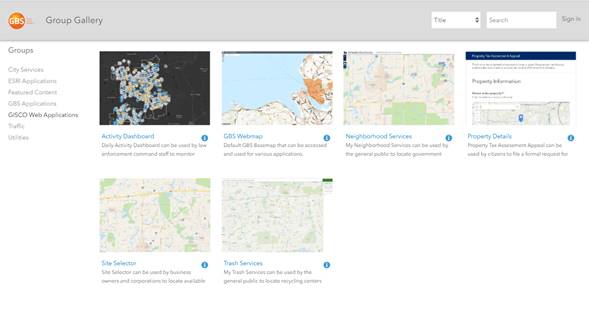 GBS
Group Gallery
Title
Search
Sign In
Groups
City Services
ESRI Applications
Featured Content
GBS Applications
GISCO Web Applications
Traffic
Utilities
Activity Dashboard
Daily Activity Dashboard can be used by law
enforcement command staff to monitor
GBS Webmap
Default GBS Basemap that can be accessed
and used for various applications.
Neighborhood Services
My Neighborhood Services can be used by
the general public to locate government
Property Tax Assessment Appeal
Property Information
Property Details
Property Tax Assessment Appeal can be
used by citizens to file a formal request for
Site Selector
Site Selector can be used by business
owners and corporations to locate available
Trash Services
My Trash Services can be used by the
general public to locate recycling centers